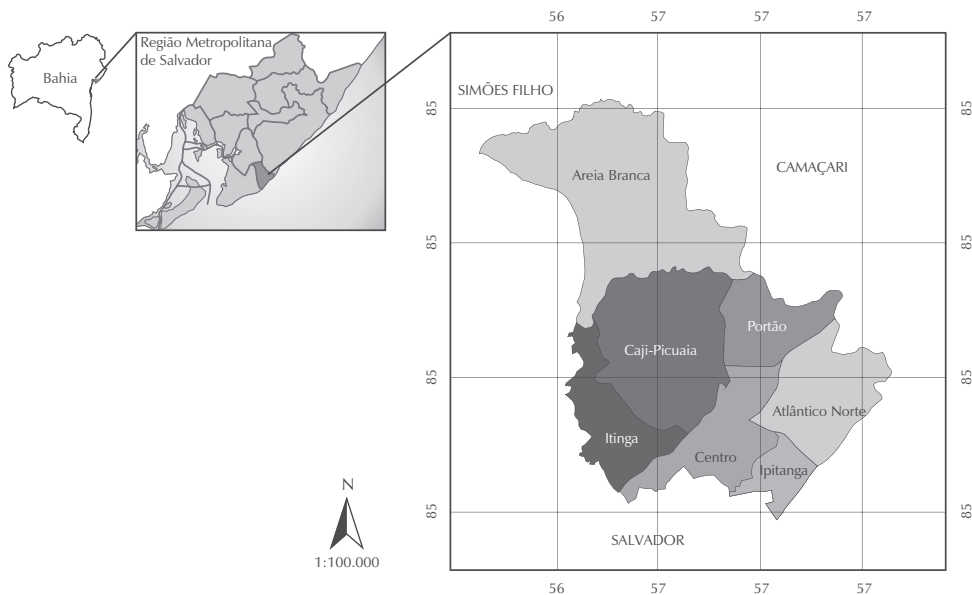 56 57 57 57
Bahia
Região Metropolitana
de Salvador
SIMÕES FILHO
85 85
CAMAÇARI
Areia Branca
85 85
Portão
Caji-Picuaia
85 85
Atlântico Norte
Itinga
Centro
Ipitanga
N
85 85
SALVADOR
1:100.000
56 57 57 57